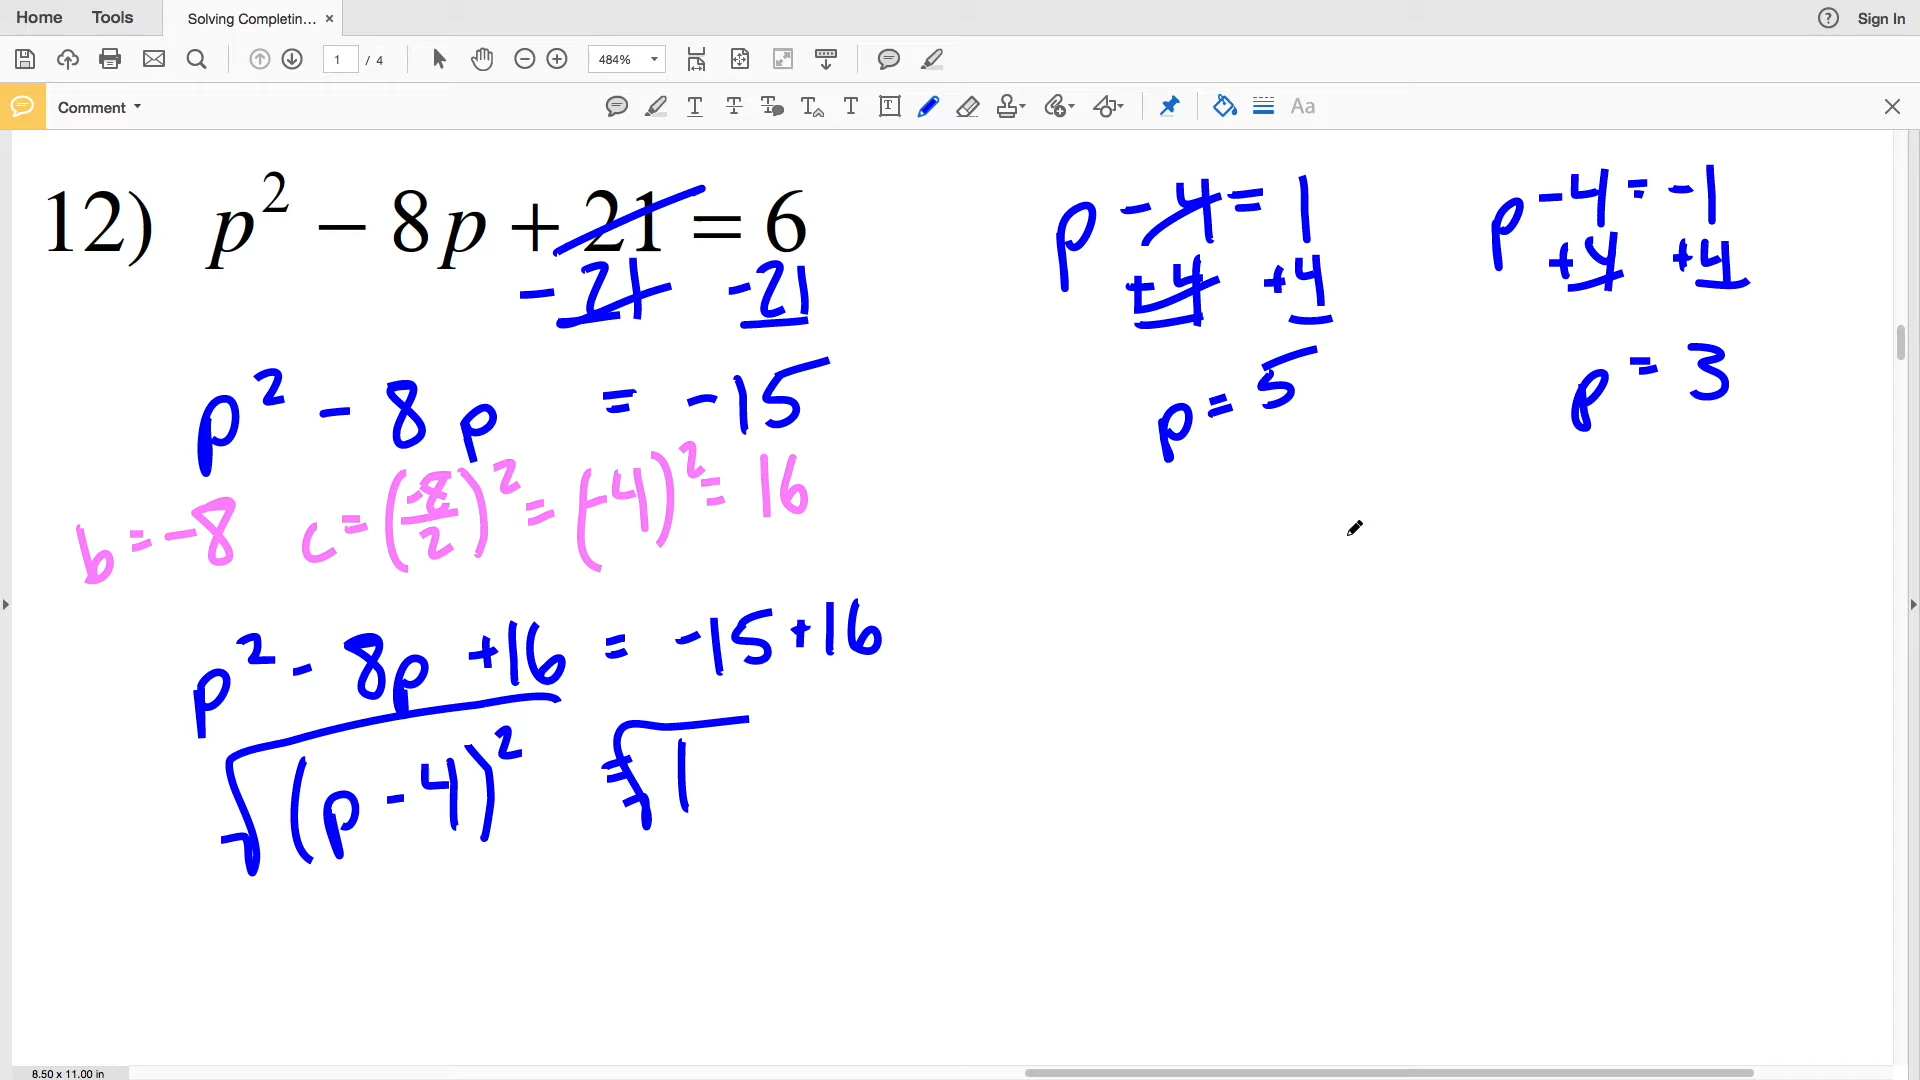 Home Tools Solving Completin... × Sign In
1 / 4 484%
Comment Aa
12) p² − 8p + 21 = 6
− 21 -21
p² − 8p = -15
b = -8 c = (-8/2)² = (-4)² = 16
p² - 8p + 16 = -15 + 16
√(p - 4)² = √1
p - 4 = 1
+4 +4
p = 5
p - 4 = -1
+4 +4
p = 3
8.50 x 11.00 in